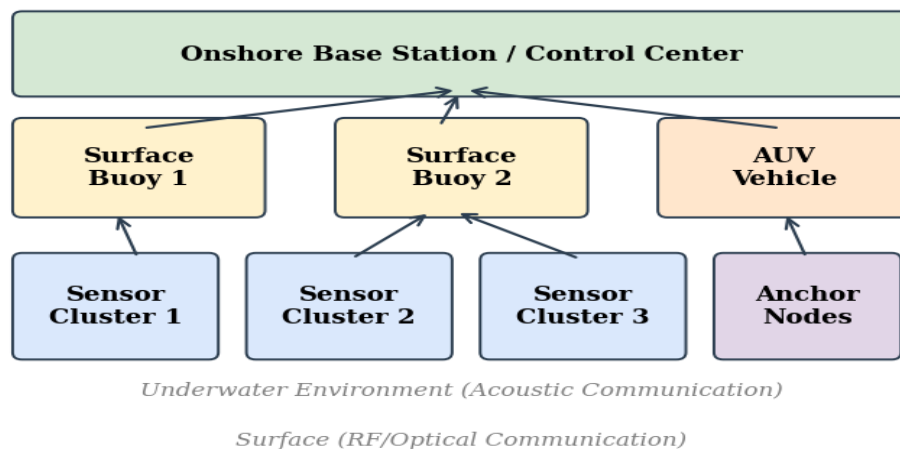 Onshore Base Station / Control Center
Surface
Buoy 1
Surface
Buoy 2
AUV
Vehicle
Sensor
Cluster 1
Sensor
Cluster 2
Sensor
Cluster 3
Anchor
Nodes
Underwater Environment (Acoustic Communication)
Surface (RF/Optical Communication)